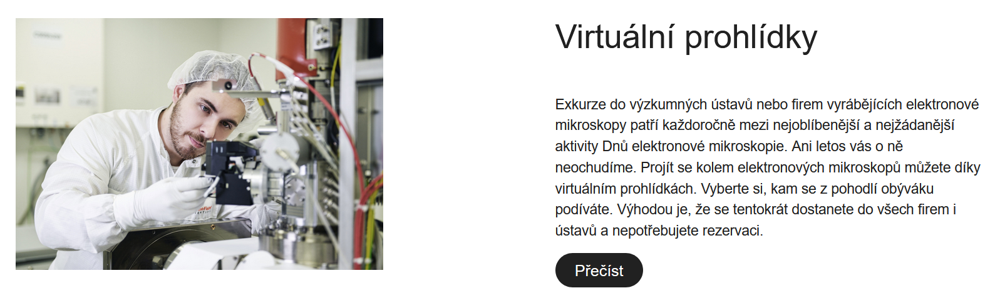 Virtuální prohlídky
Exkurze do výzkumných ústavů nebo firem vyrábějících elektronové
mikroskopy patří každoročně mezi nejoblíbenější a nejžádanější
aktivity Dnů elektronové mikroskopie. Ani letos vás o ně
neochudíme. Projít se kolem elektronových mikroskopů můžete díky
virtuálním prohlídkách. Vyberte si, kam se z pohodlí obýváku
podíváte. Výhodou je, že se tentokrát dostanete do všech firem i
ústavů a nepotřebujete rezervaci.
Přečíst